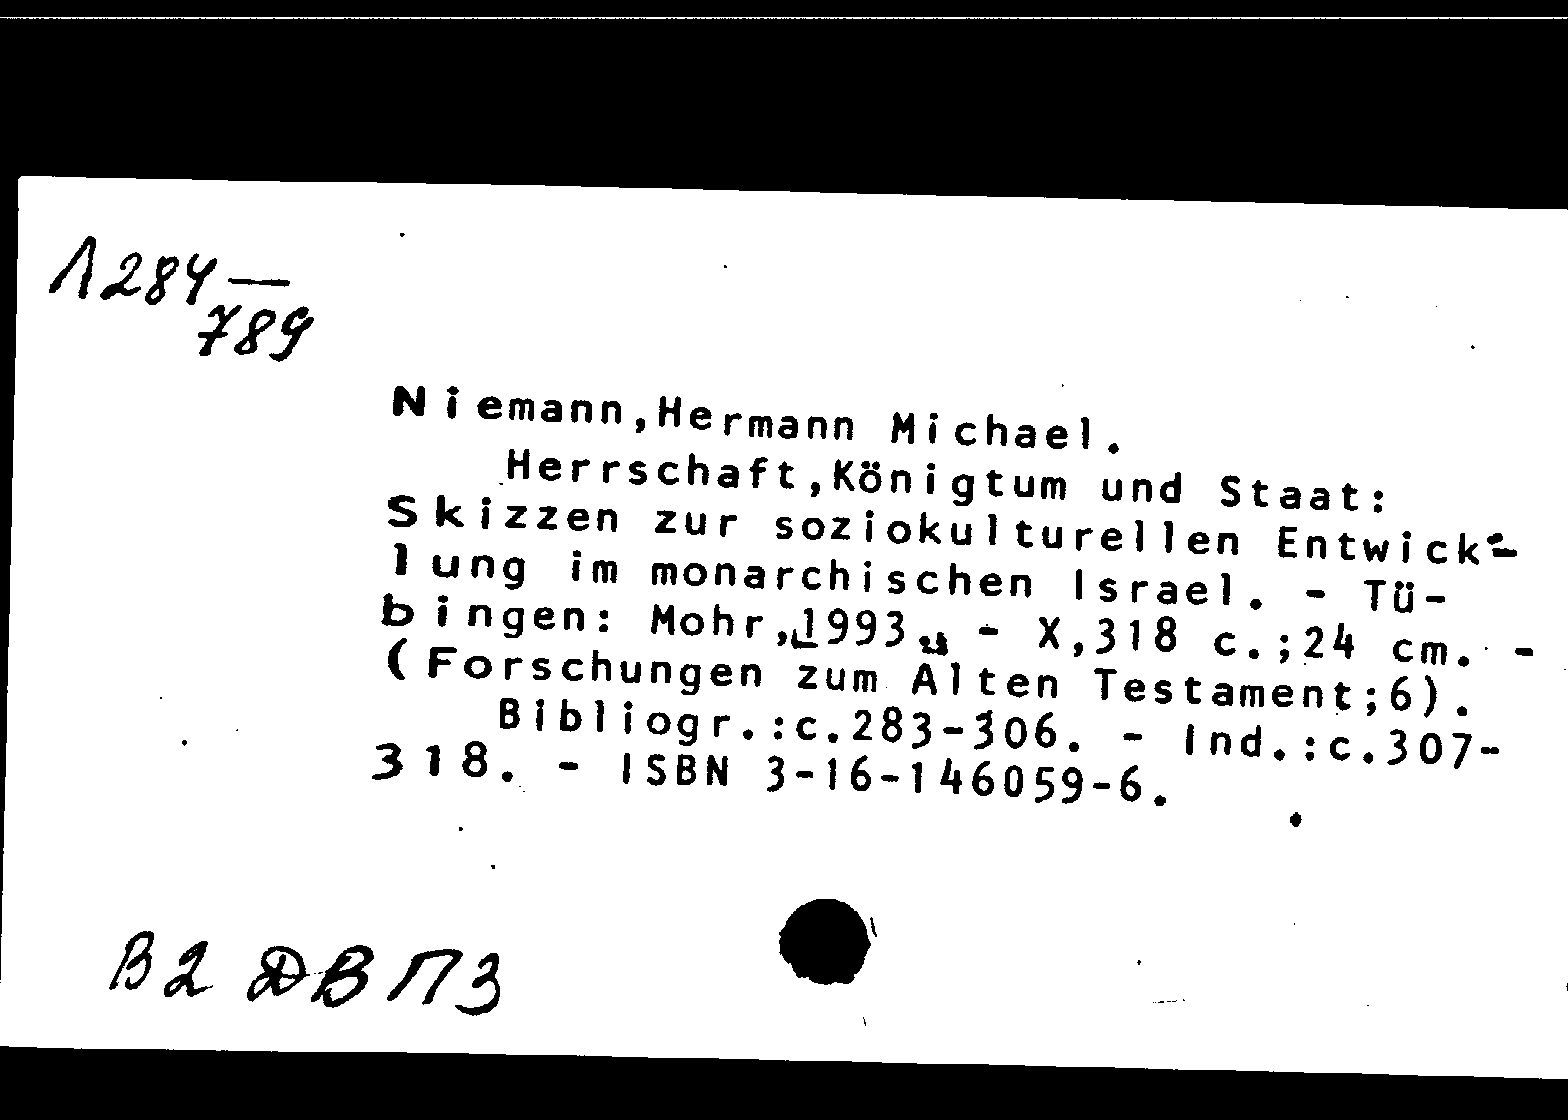 Л284—
789
Niemann,Hermann Michael.
Herrschaft,Königtum und Staat:
Skizzen zur soziokulturellen Entwick-
lung im monarchischen Israel. - Tü-
bingen: Mohr,[1993]. - X,318 c.;24 cm. -
(Forschungen zum Alten Testament;6).
Bibliogr.:c.283-306. - Ind.:c.307-
318. - ISBN 3-16-146059-6.
В2 ДВ П3